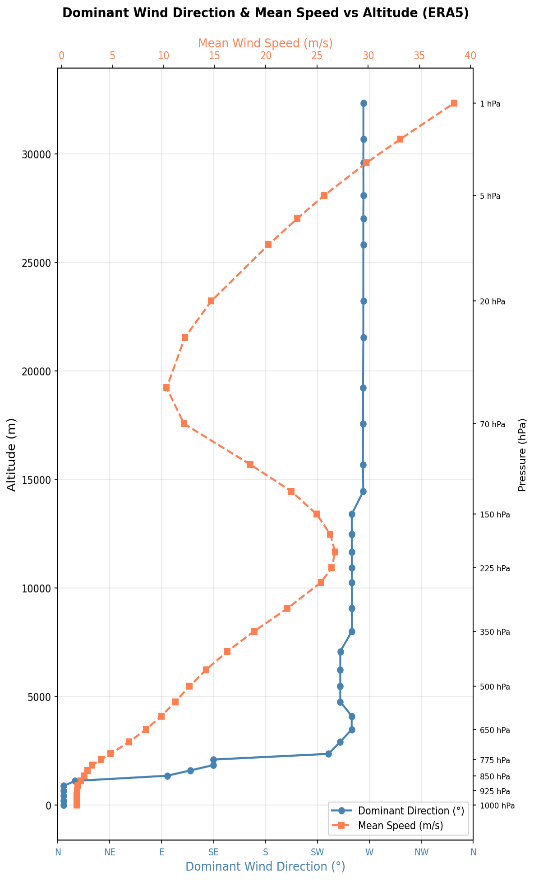 Dominant Wind Direction & Mean Speed vs Altitude (ERA5)
Mean Wind Speed (m/s)
0 5 10 15 20 25 30 35 40
1 hPa
30000
5 hPa
25000
20 hPa
20000
70 hPa
15000
150 hPa
225 hPa
10000
350 hPa
500 hPa
5000
650 hPa
775 hPa
850 hPa
925 hPa
0
1000 hPa
Altitude (m)
Pressure (hPa)
Dominant Direction (°)
Mean Speed (m/s)
N NE E SE S SW W NW N
Dominant Wind Direction (°)